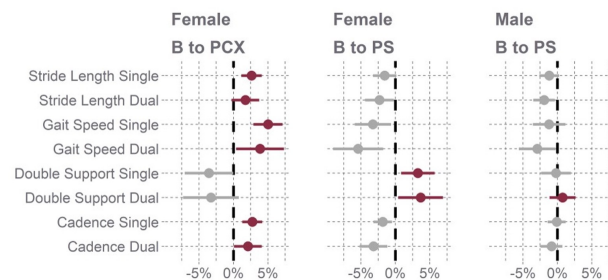 Female Female Male
B to PCX B to PS B to PS
Stride Length Single
Stride Length Dual
Gait Speed Single
Gait Speed Dual
Double Support Single
Double Support Dual
Cadence Single
Cadence Dual
-5% 0% 5% -5% 0% 5% -5% 0% 5%